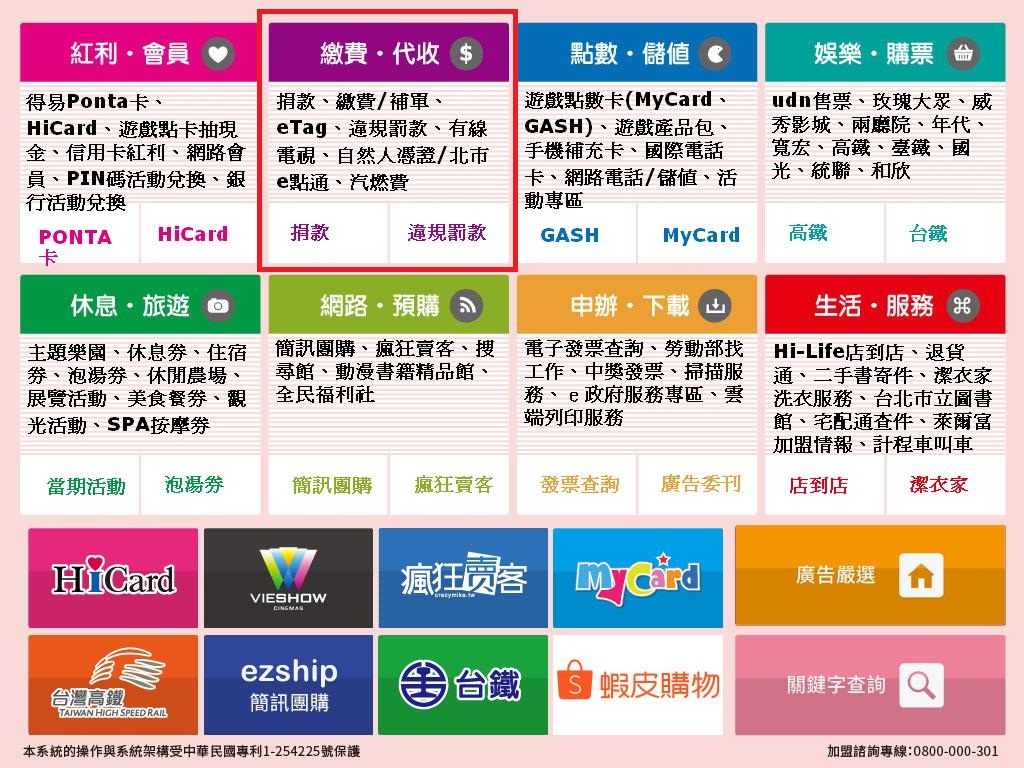 紅利・會員
得易Ponta卡、
HiCard、遊戲點卡抽現
金、信用卡紅利、網路會
員、PIN碼活動兌換、銀
行活動兌換
PONTA
卡
HiCard
繳費・代收
$
捐款、繳費/補單、
eTag、違規罰款、有線
電視、自然人憑證/北市
e點通、汽燃費
捐款
違規罰款
點數・儲值
遊戲點數卡(MyCard、
GASH)、遊戲產品包、
手機補充卡、國際電話
卡、網路電話/儲值、活
動專區
GASH
MyCard
娛樂・購票
udn售票、玫瑰大眾、威
秀影城、兩廳院、年代、
寬宏、高鐵、臺鐵、國
光、統聯、和欣
高鐵
台鐵
休息・旅遊
主題樂園、休息券、住宿
券、泡湯券、休閒農場、
展覽活動、美食餐券、觀
光活動、SPA按摩券
當期活動
泡湯券
網路・預購
簡訊團購、瘋狂賣客、搜
尋館、動漫書籍精品館、
全民福利社
簡訊團購
瘋狂賣客
申辦・下載
電子發票查詢、勞動部找
工作、中獎發票、掃描服
務、e政府服務專區、雲
端列印服務
發票查詢
廣告委刊
生活・服務
Hi-Life店到店、退貨
通、二手書寄件、潔衣家
洗衣服務、台北市立圖書
館、宅配通查件、萊爾富
加盟情報、計程車叫車
店到店
潔衣家
HiCard
VIESHOW
CINEMAS
瘋狂賣客
crazymike.tw
MyCard
廣告嚴選
台灣高鐵
TAIWAN HIGH SPEED RAIL
ezship
簡訊團購
台鐵
S
蝦皮購物
關鍵字查詢
本系統的操作與系統架構受中華民國專利1-254225號保護
加盟諮詢專線:0800-000-301